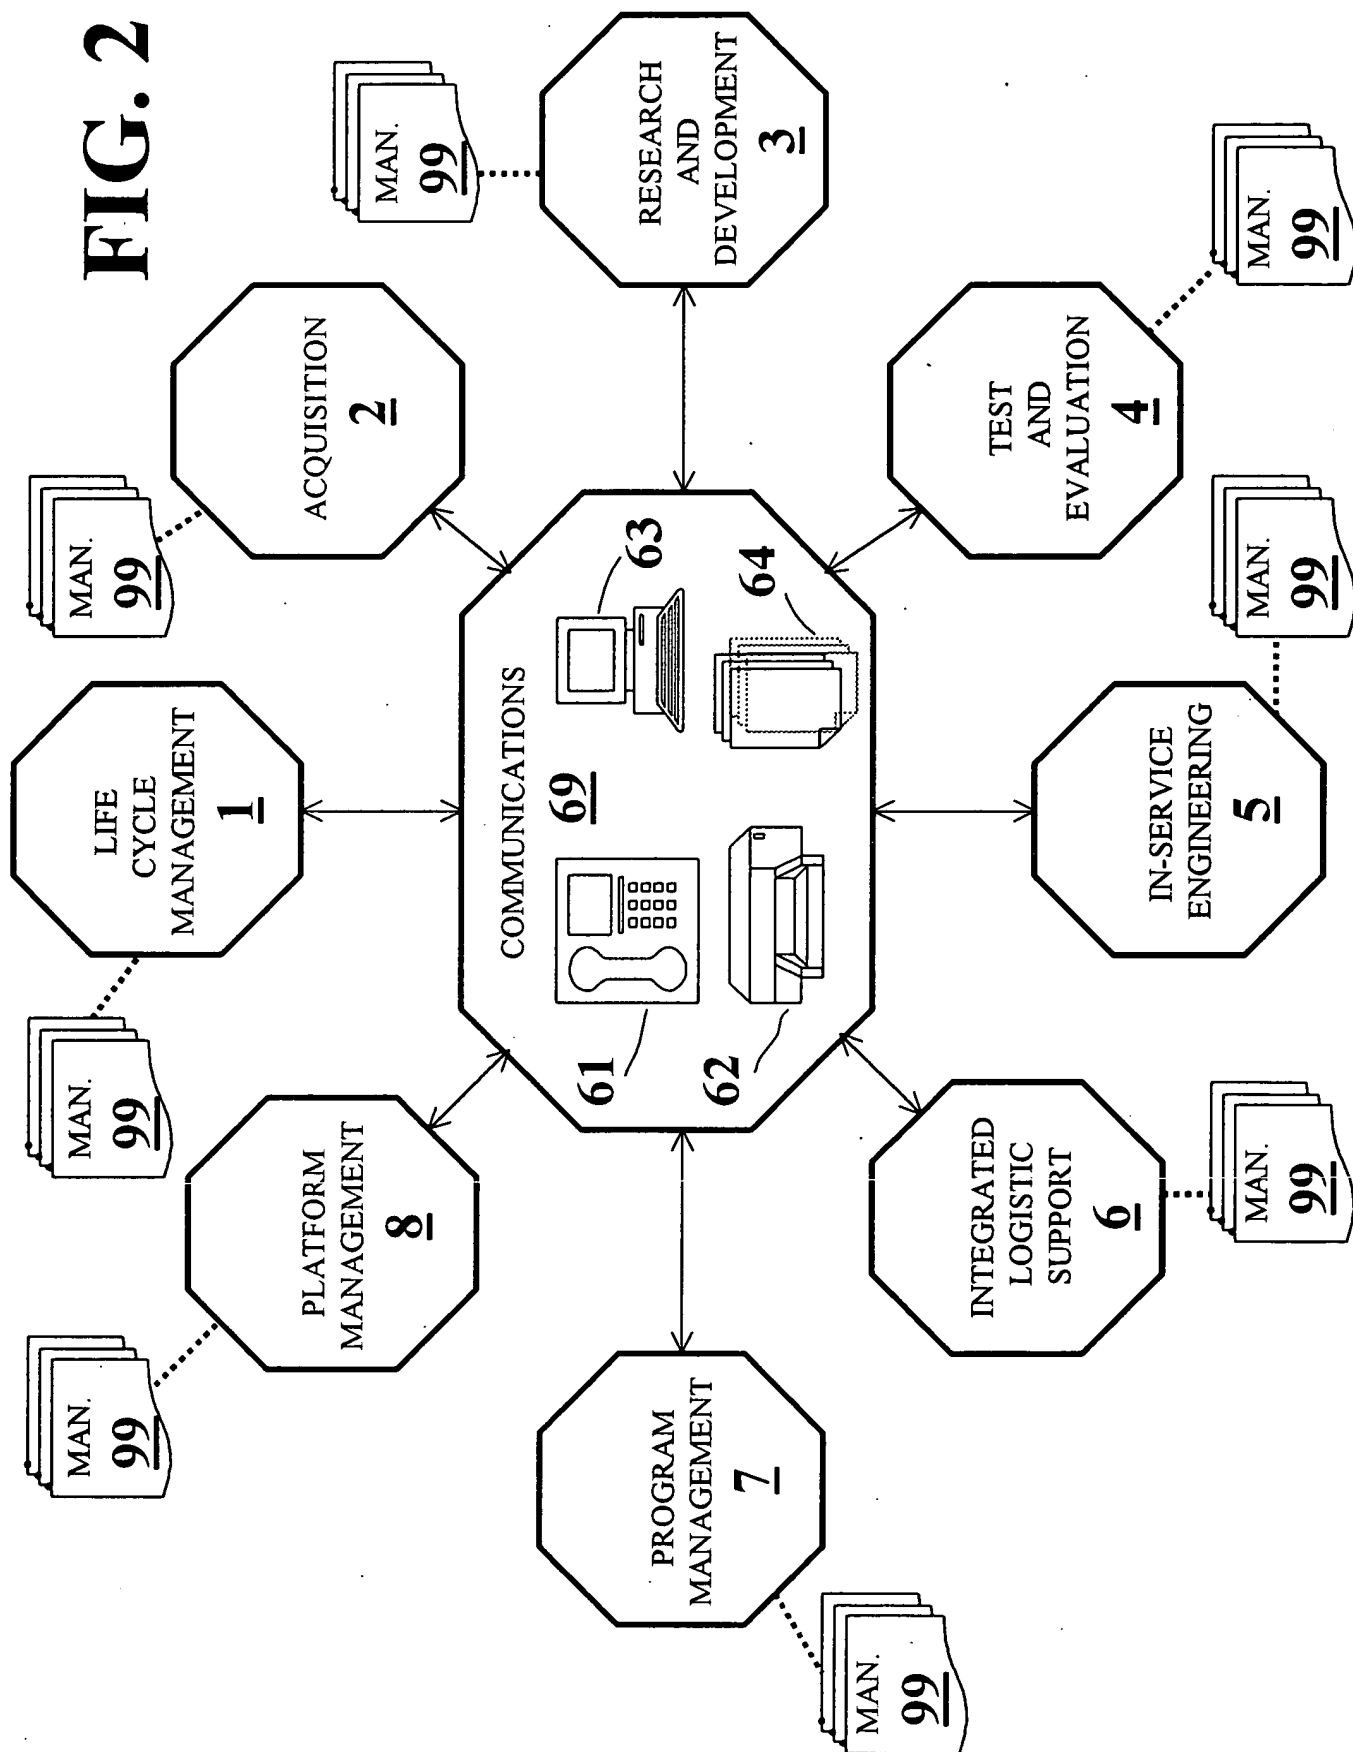 FIG. 2
LIFE
CYCLE
MANAGEMENT
1
MAN.
99
ACQUISITION
2
MAN.
99
RESEARCH
AND
DEVELOPMENT
3
MAN.
99
TEST
AND
EVALUATION
4
MAN.
99
IN-SERVICE
ENGINEERING
5
MAN.
99
INTEGRATED
LOGISTIC
SUPPORT
6
MAN.
99
PROGRAM
MANAGEMENT
7
MAN.
99
PLATFORM
MANAGEMENT
8
MAN.
99
COMMUNICATIONS
69
61
63
62
64